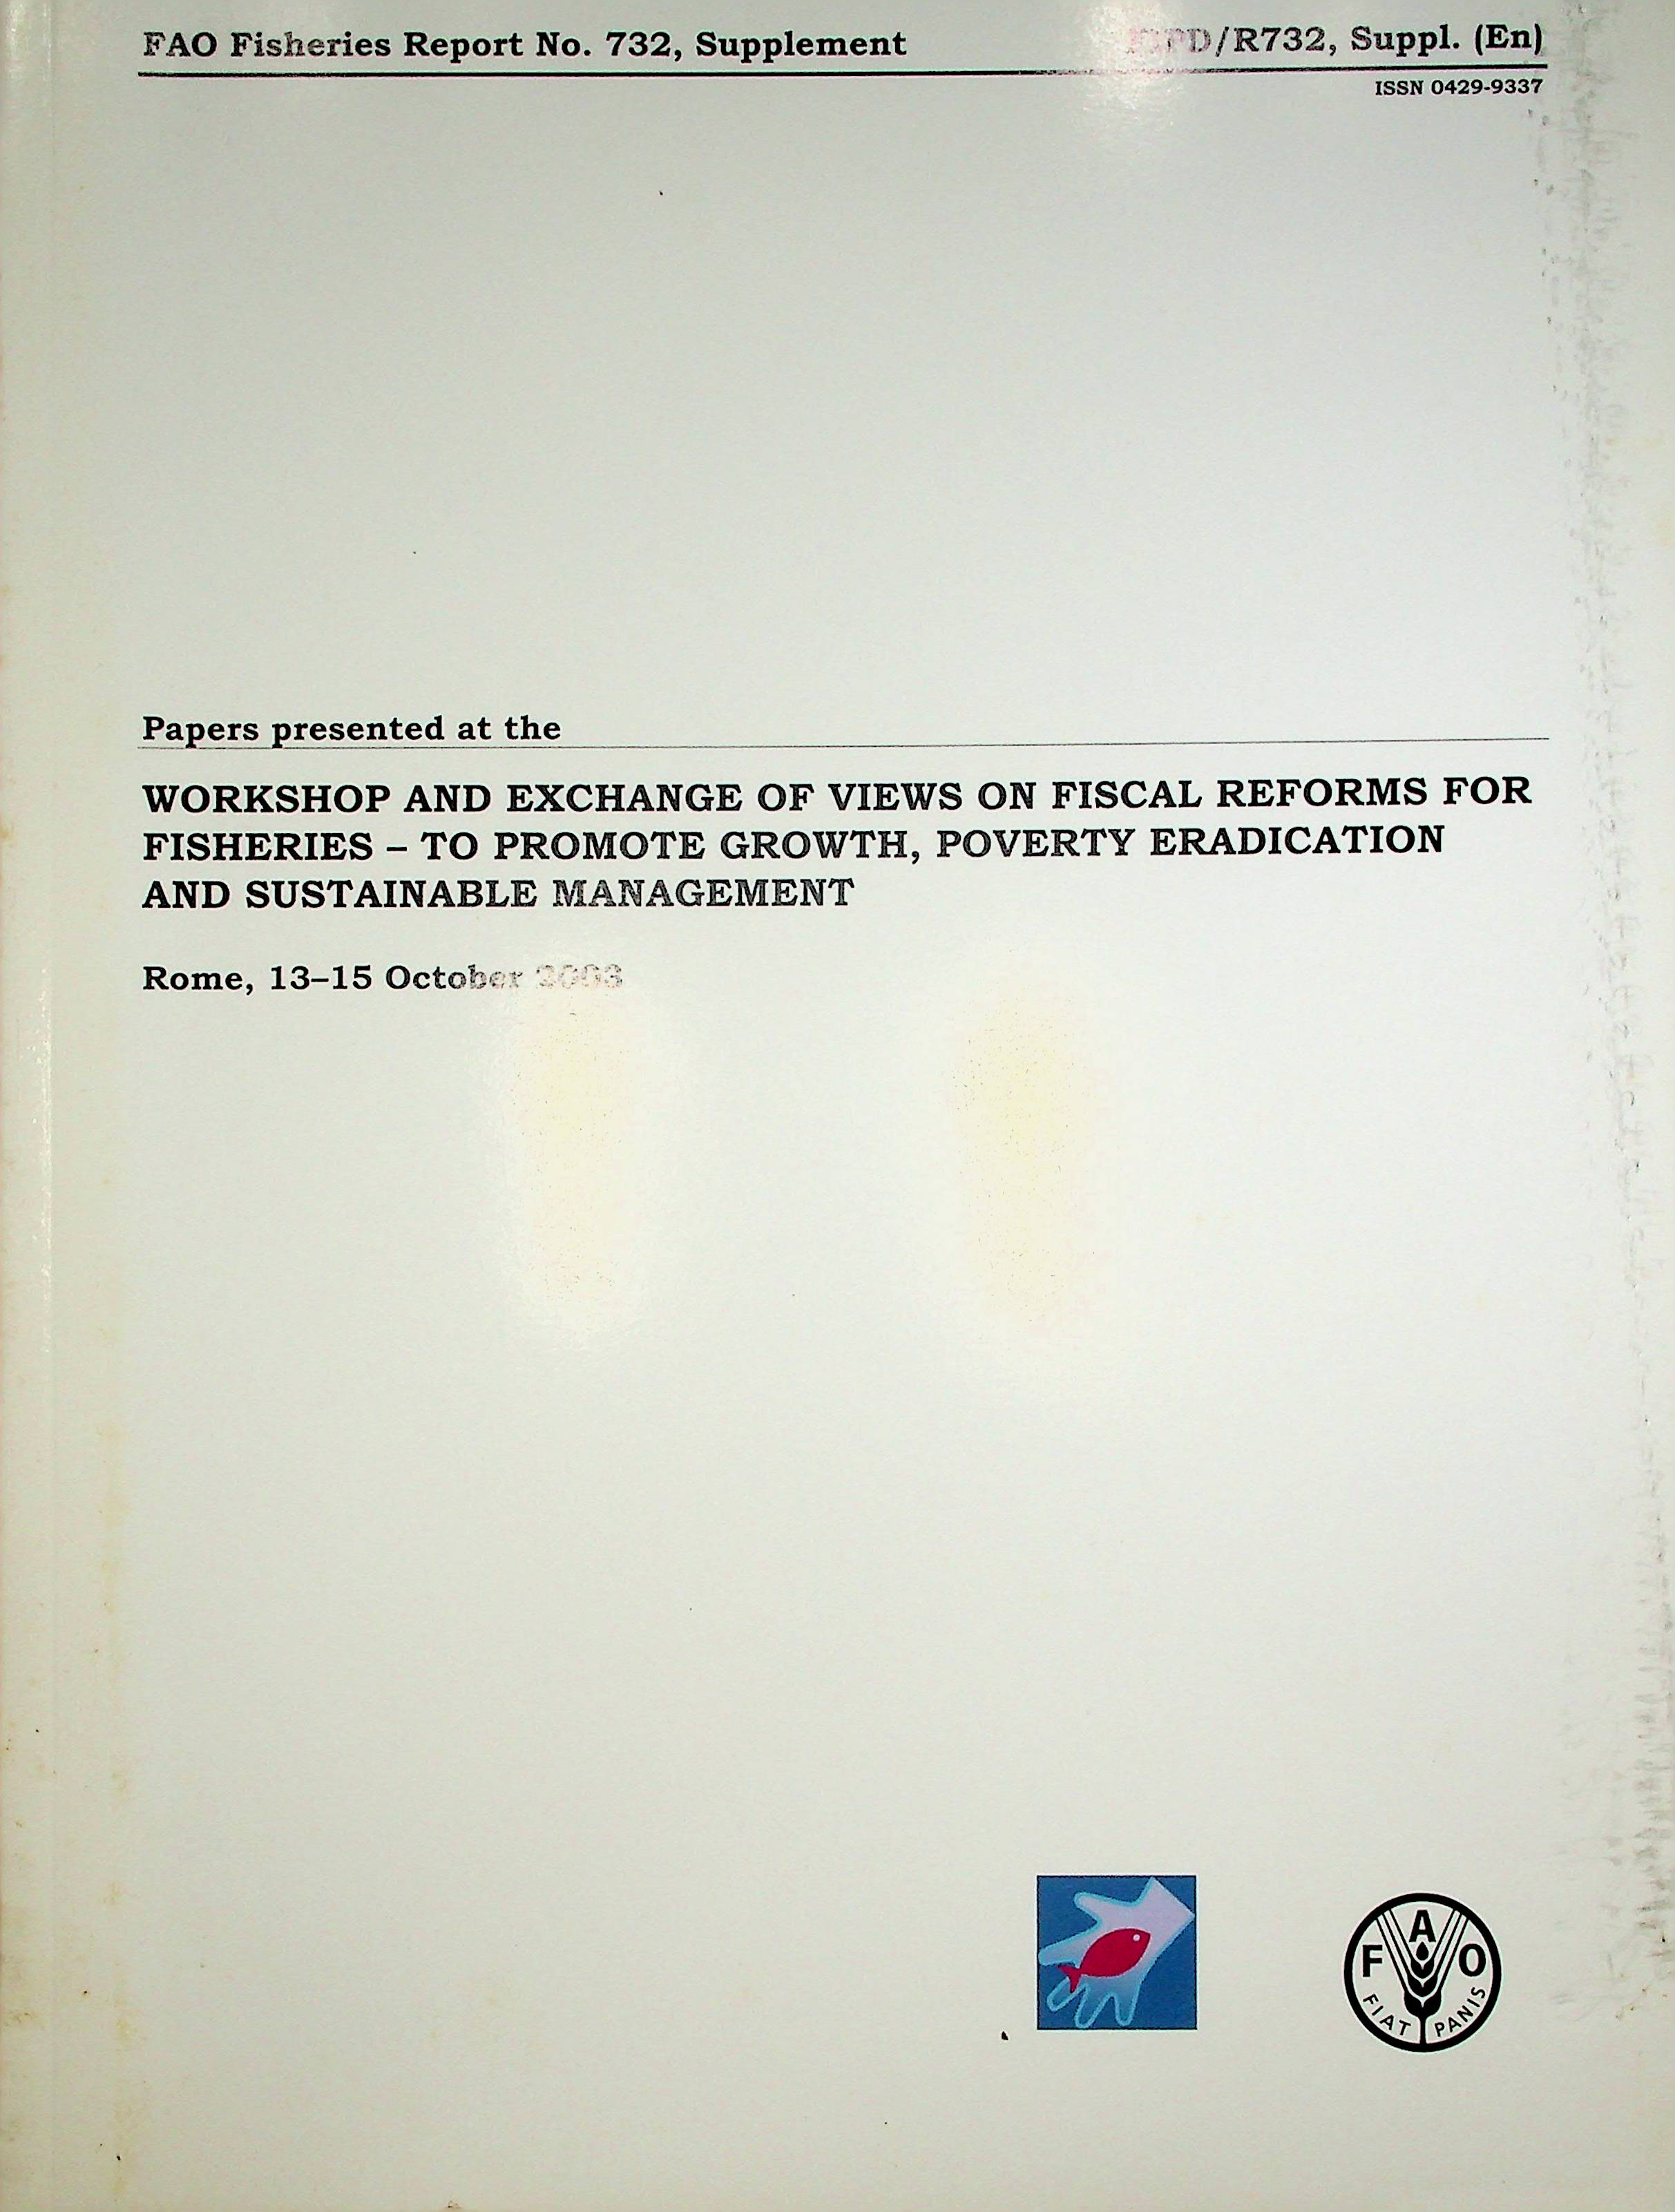 FAO Fisheries Report No. 732, Supplement
/R732, Suppl. (En)
ISSN 0429-9337
Papers presented at the
WORKSHOP AND EXCHANGE OF VIEWS ON FISCAL REFORMS FOR
FISHERIES – TO PROMOTE GROWTH, POVERTY ERADICATION
AND SUSTAINABLE MANAGEMENT
Rome, 13–15 October 2003
F A O
FIAT PANIS